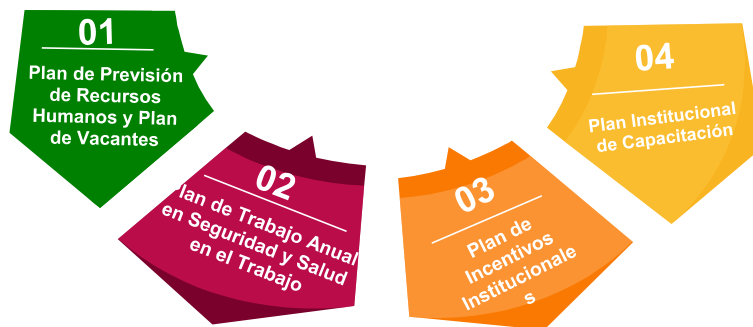 01
Plan de Previsión
de Recursos
Humanos y Plan
de Vacantes
02
Plan de Trabajo Anual
en Seguridad y Salud
en el Trabajo
03
Plan de
Incentivos
Institucionale
s
04
Plan Institucional
de Capacitación